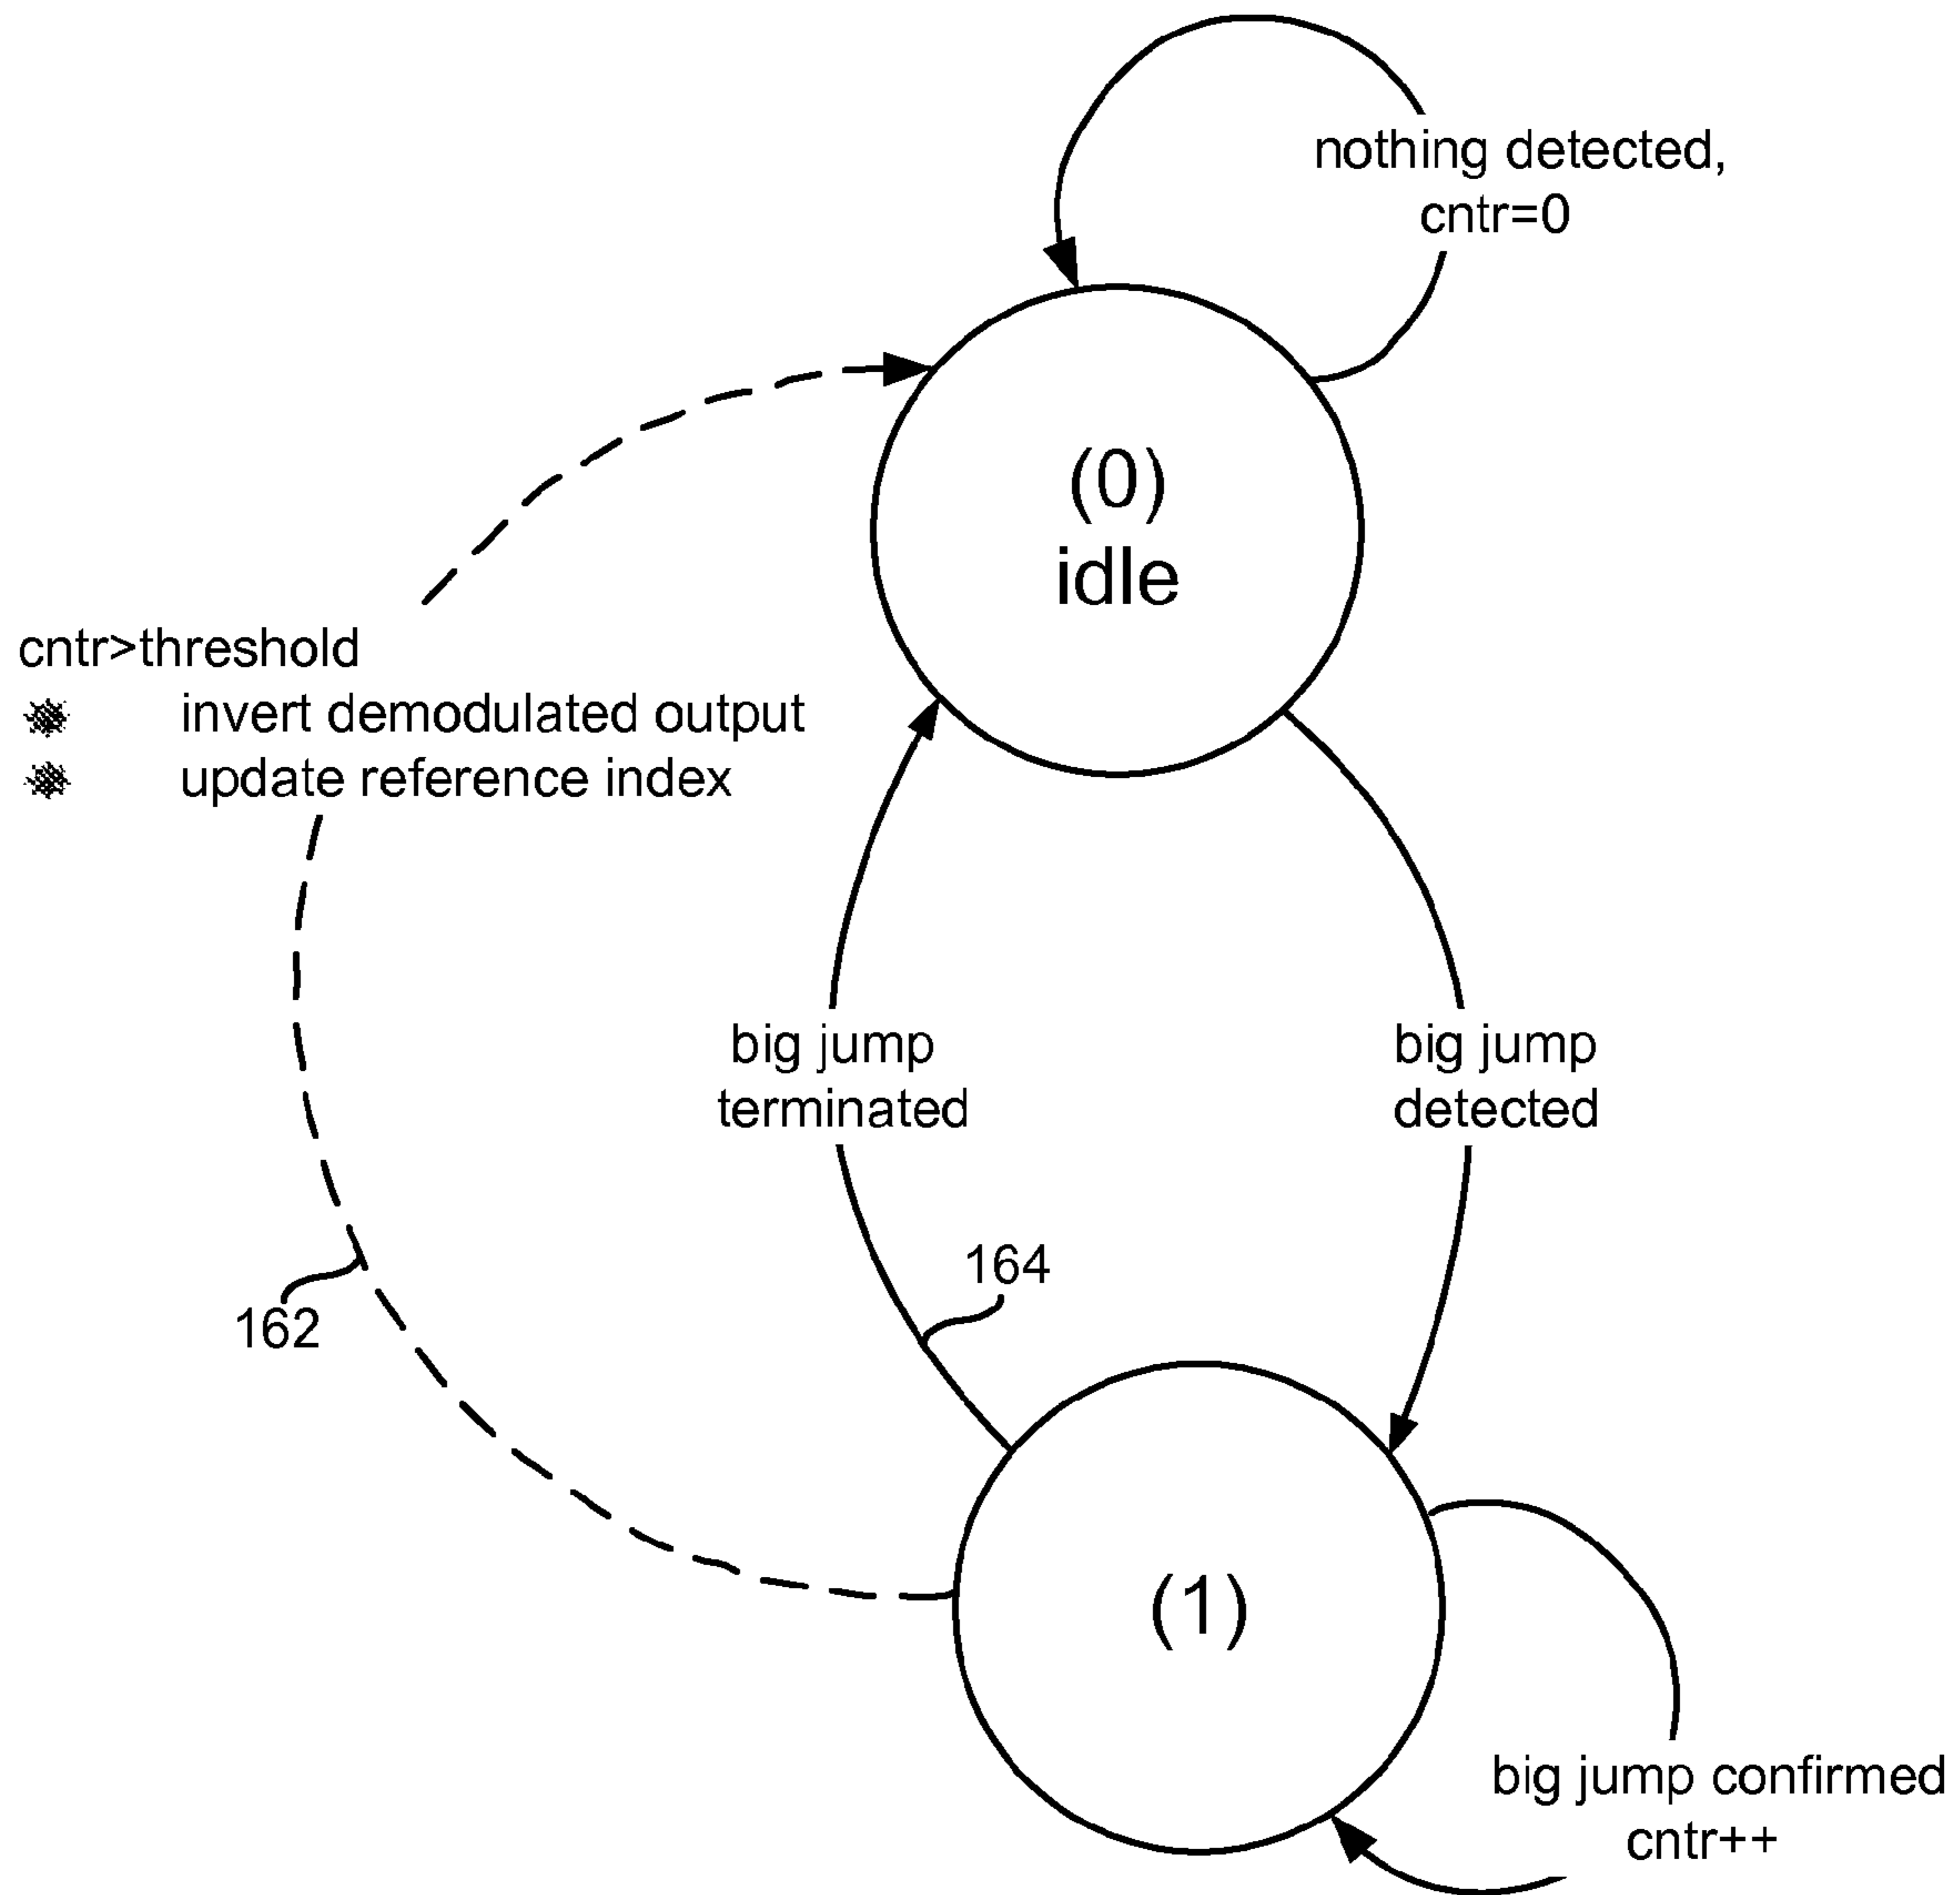 nothing detected,
cntr=0
(0)
idle
cntr>threshold
invert demodulated output
update reference index
big jump
terminated
big jump
detected
164
162
(1)
big jump confirmed
cntr++